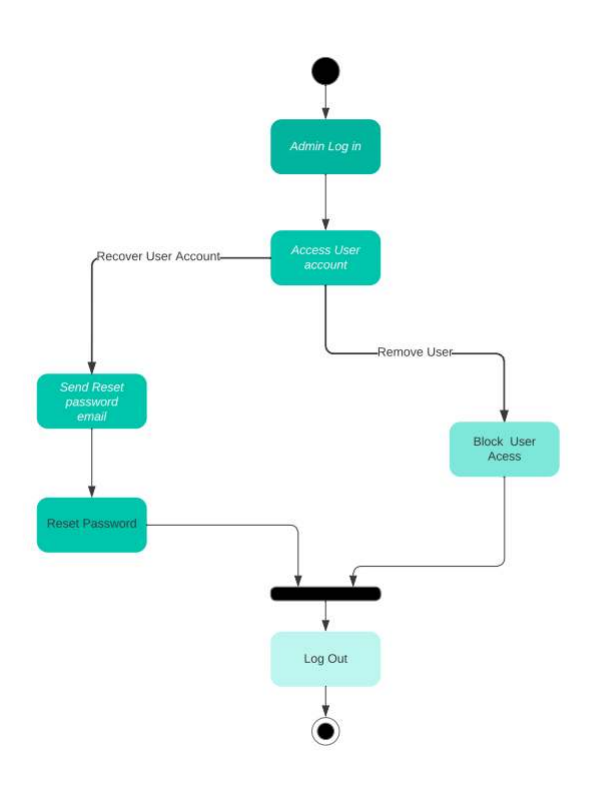 Admin Log in
Access User
account
Recover User Account
Remove User
Send Reset
password
email
Block User
Acess
Reset Password
Log Out